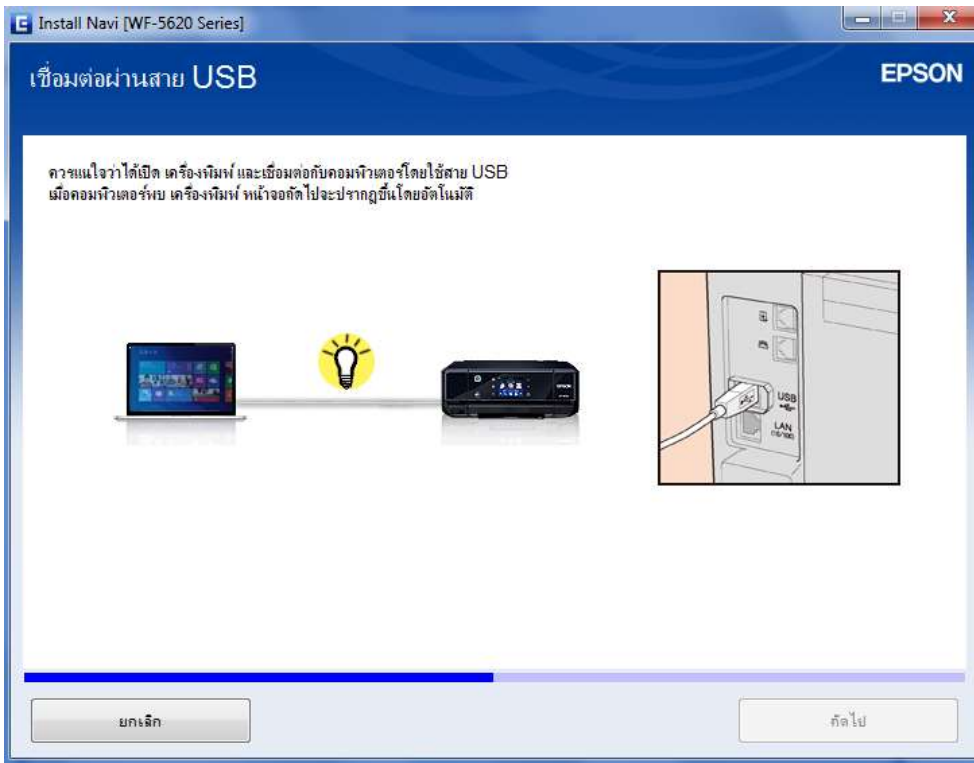 Install Navi [WF-5620 Series]
เชื่อมต่อผ่านสาย USB
EPSON
ควรแน่ใจว่าได้เปิด เครื่องพิมพ์ และเชื่อมต่อกับคอมพิวเตอร์โดยใช้สาย USB
เมื่อคอมพิวเตอร์พบ เครื่องพิมพ์ หน้าจอถัดไปจะปรากฏขึ้นโดยอัตโนมัติ
USB
LAN
(10/100)
ยกเลิก
ถัดไป